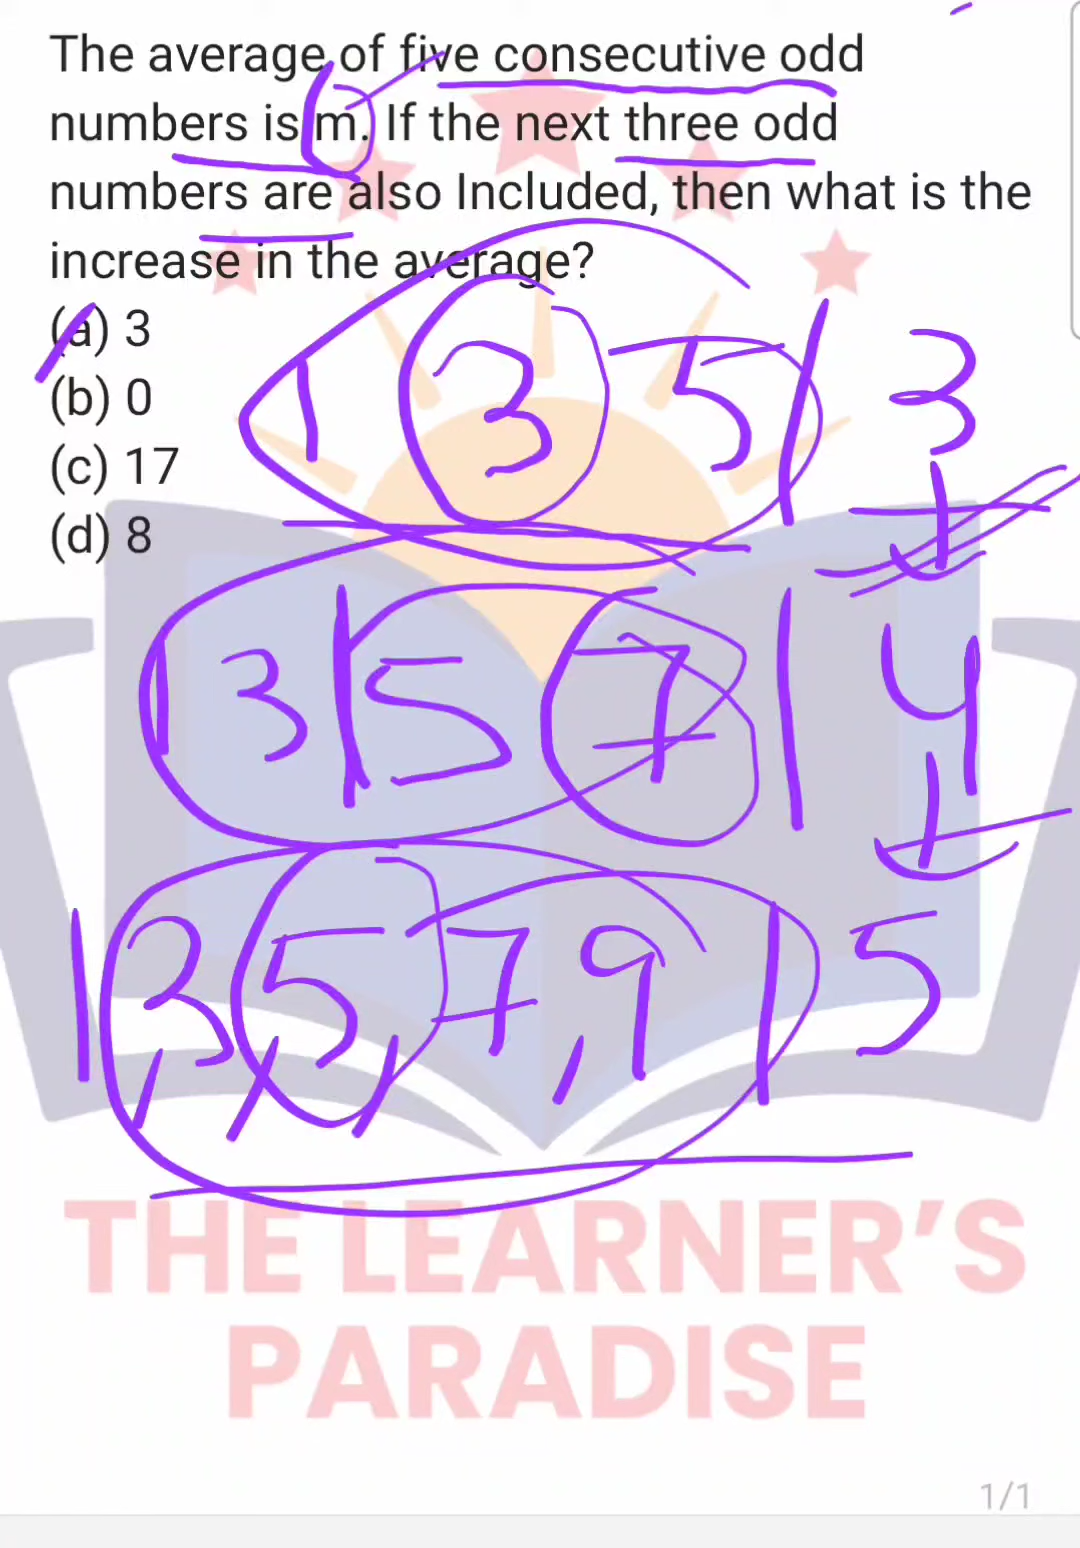 The average of five consecutive odd
numbers is m. If the next three odd
numbers are also Included, then what is the
increase in the average?
(a) 3
(b) 0
(c) 17
(d) 8
1 3 5 | 3
1 3 | 5 7 | 4
1, 3, 5, 7, 9 | 5
THE LEARNER'S
PARADISE
1/1